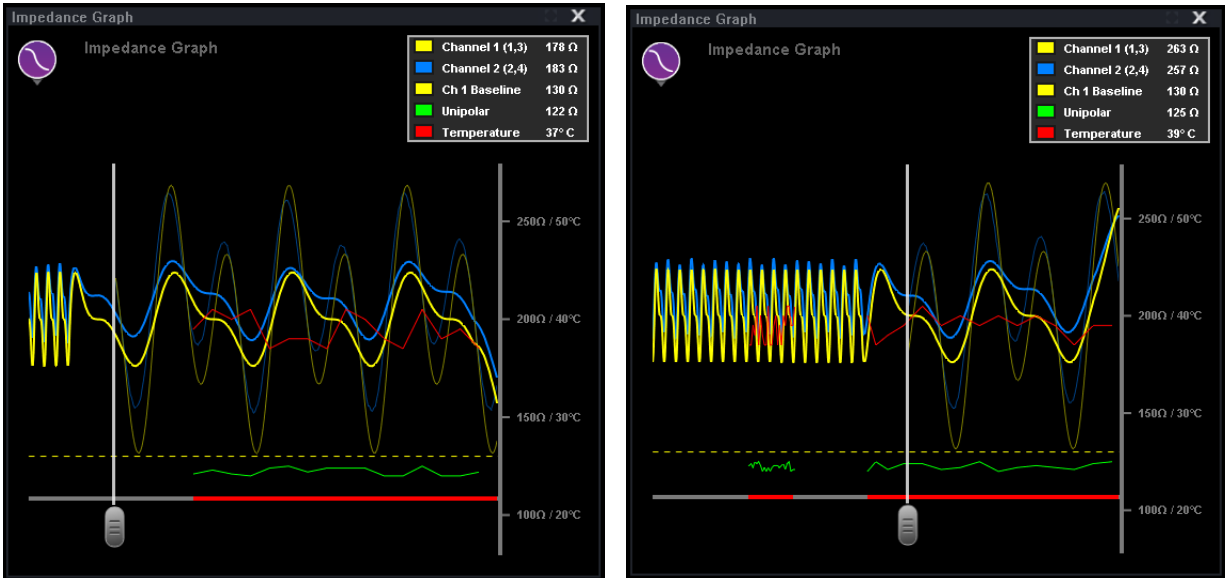 Impedance Graph
Impedance Graph
Channel 1 (1,3) 178 Ω
Channel 2 (2,4) 183 Ω
Ch 1 Baseline 130 Ω
Unipolar 122 Ω
Temperature 37° C
250Ω / 50°C
200Ω / 40°C
150Ω / 30°C
100Ω / 20°C
Impedance Graph
Impedance Graph
Channel 1 (1,3) 263 Ω
Channel 2 (2,4) 257 Ω
Ch 1 Baseline 130 Ω
Unipolar 125 Ω
Temperature 39° C
250Ω / 50°C
200Ω / 40°C
150Ω / 30°C
100Ω / 20°C